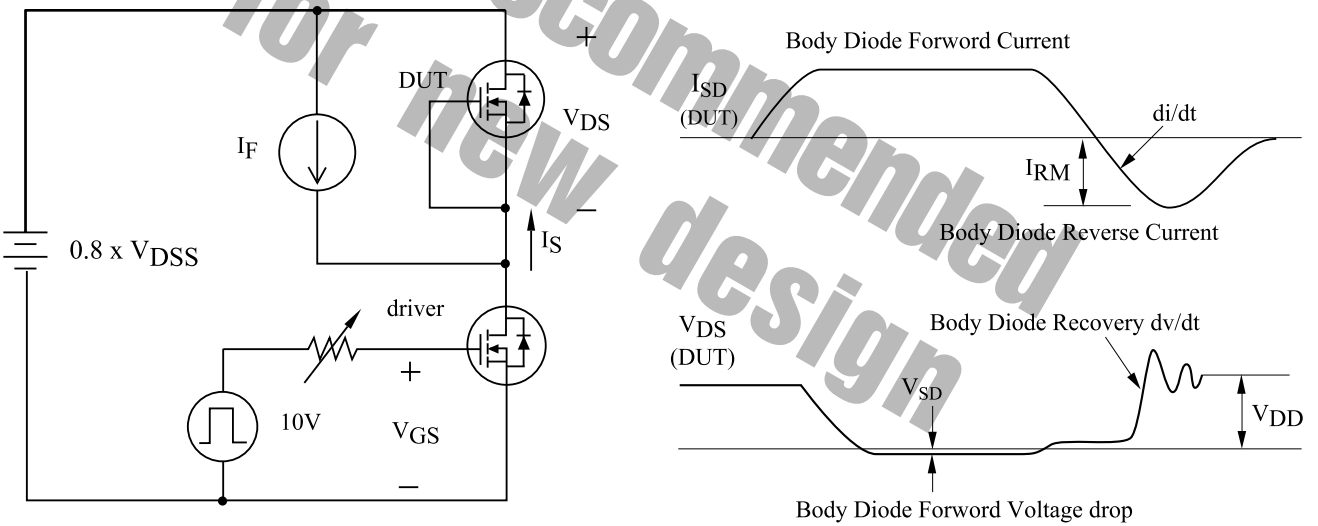 for new design
recommended
DUT
+
VDS
–
IF
IS
0.8 x VDSS
driver
+
10V
VGS
–
Body Diode Forword Current
ISD
(DUT)
di/dt
IRM
Body Diode Reverse Current
VDS
(DUT)
Body Diode Recovery dv/dt
VSD
VDD
Body Diode Forword Voltage drop